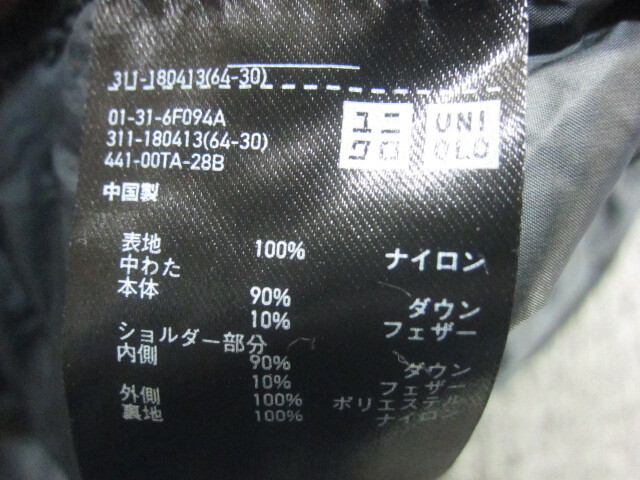 311-180413(64-30)
01-31-6F094A
311-180413(64-30)
441-00TA-28B
ユニ UNI
クロ QLO
中国製
表地 100% ナイロン
中わた
本体 90% ダウン
10% フェザー
ショルダー部分
内側 90% ダウン
10% フェザー
外側 100% ポリエステル
裏地 100% ナイロン